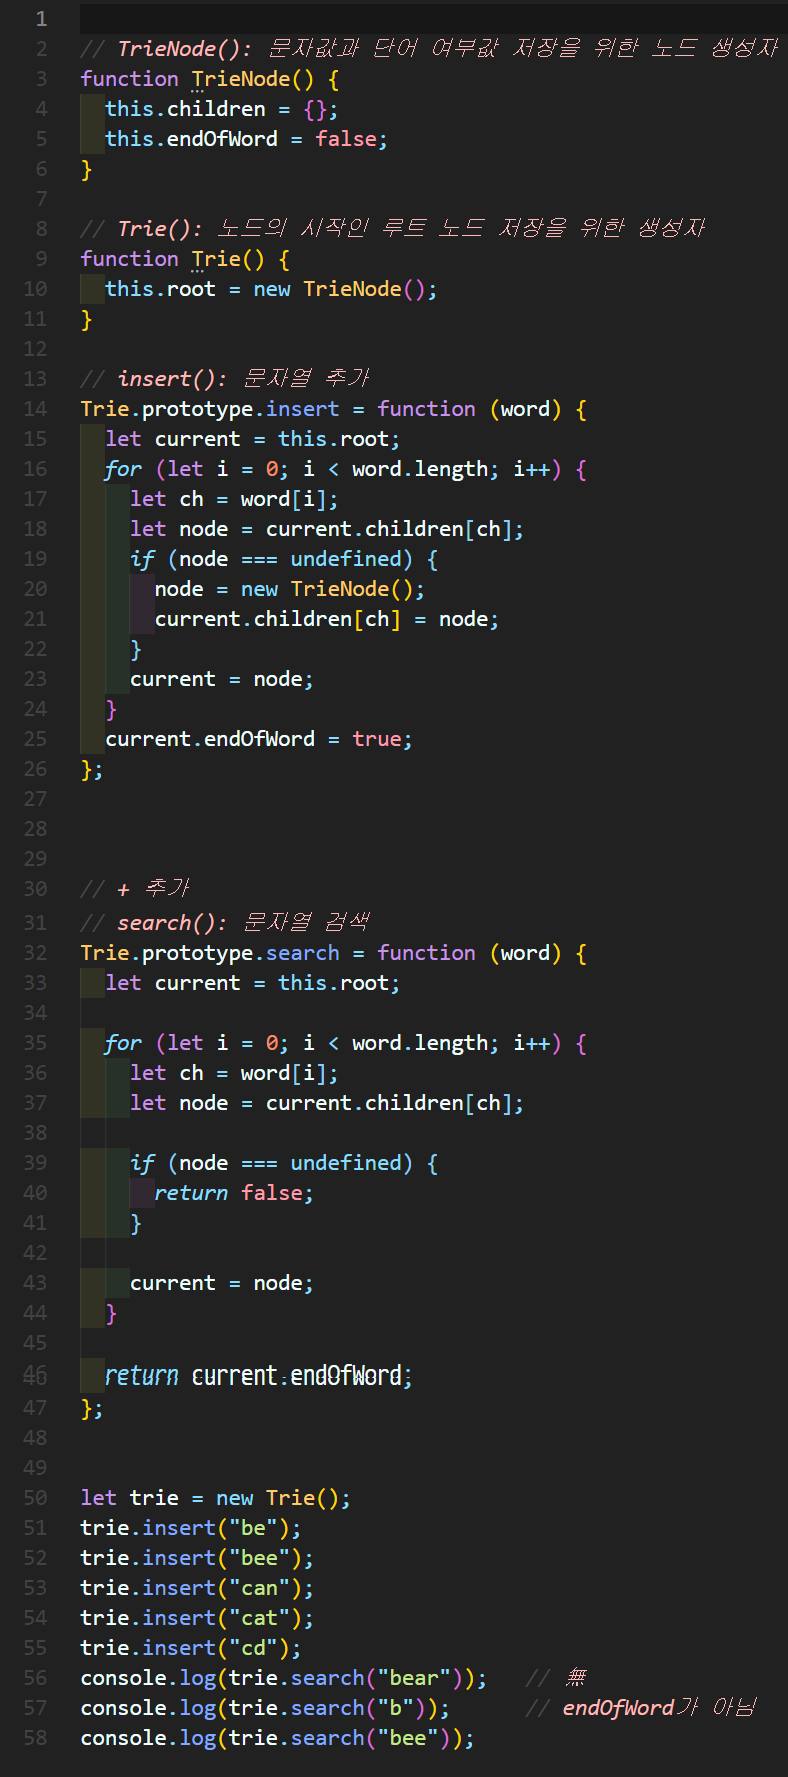 1
2 // TrieNode(): 문자값과 단어 여부값 저장을 위한 노드 생성자
3 function TrieNode() {
4   this.children = {};
5   this.endOfWord = false;
6 }
7
8 // Trie(): 노드의 시작인 루트 노드 저장을 위한 생성자
9 function Trie() {
10   this.root = new TrieNode();
11 }
12
13 // insert(): 문자열 추가
14 Trie.prototype.insert = function (word) {
15   let current = this.root;
16   for (let i = 0; i < word.length; i++) {
17     let ch = word[i];
18     let node = current.children[ch];
19     if (node === undefined) {
20       node = new TrieNode();
21       current.children[ch] = node;
22     }
23     current = node;
24   }
25   current.endOfWord = true;
26 };
27
28
29
30 // + 추가
31 // search(): 문자열 검색
32 Trie.prototype.search = function (word) {
33   let current = this.root;
34
35   for (let i = 0; i < word.length; i++) {
36     let ch = word[i];
37     let node = current.children[ch];
38
39     if (node === undefined) {
40       return false;
41     }
42
43     current = node;
44   }
45
46   return current.endOfWord;
47 };
48
49
50 let trie = new Trie();
51 trie.insert("be");
52 trie.insert("bee");
53 trie.insert("can");
54 trie.insert("cat");
55 trie.insert("cd");
56 console.log(trie.search("bear"));   // 無
57 console.log(trie.search("b"));      // endOfWord가 아님
58 console.log(trie.search("bee"));